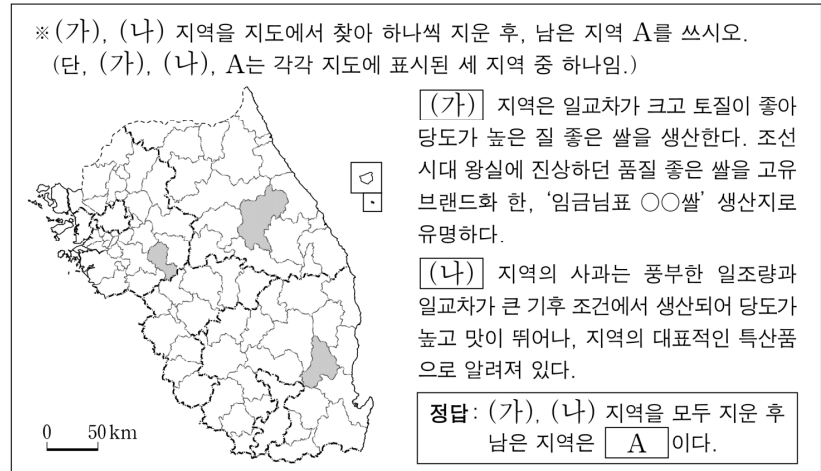 ※ (가), (나) 지역을 지도에서 찾아 하나씩 지운 후, 남은 지역 A를 쓰시오.
(단, (가), (나), A는 각각 지도에 표시된 세 지역 중 하나임.)
(가) 지역은 일교차가 크고 토질이 좋아
당도가 높은 질 좋은 쌀을 생산한다. 조선
시대 왕실에 진상하던 품질 좋은 쌀을 고유
브랜드화 한, ‘임금님표 ○○쌀’ 생산지로
유명하다.
(나) 지역의 사과는 풍부한 일조량과
일교차가 큰 기후 조건에서 생산되어 당도가
높고 맛이 뛰어나, 지역의 대표적인 특산품
으로 알려져 있다.
정답 : (가), (나) 지역을 모두 지운 후
남은 지역은 A 이다.
0 50 km